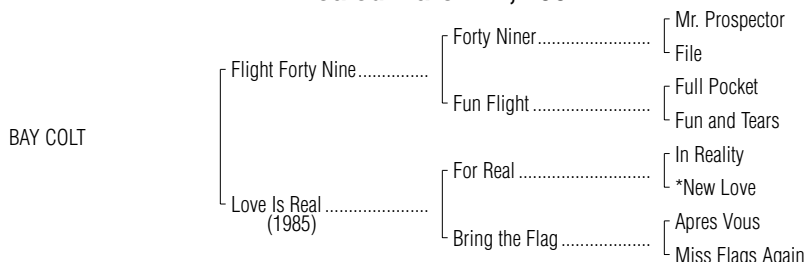 Mr. Prospector
Forty Niner
File
Flight Forty Nine
Full Pocket
Fun Flight
Fun and Tears
BAY COLT
In Reality
For Real
*New Love
Love Is Real
(1985)
Apres Vous
Bring the Flag
Miss Flags Again